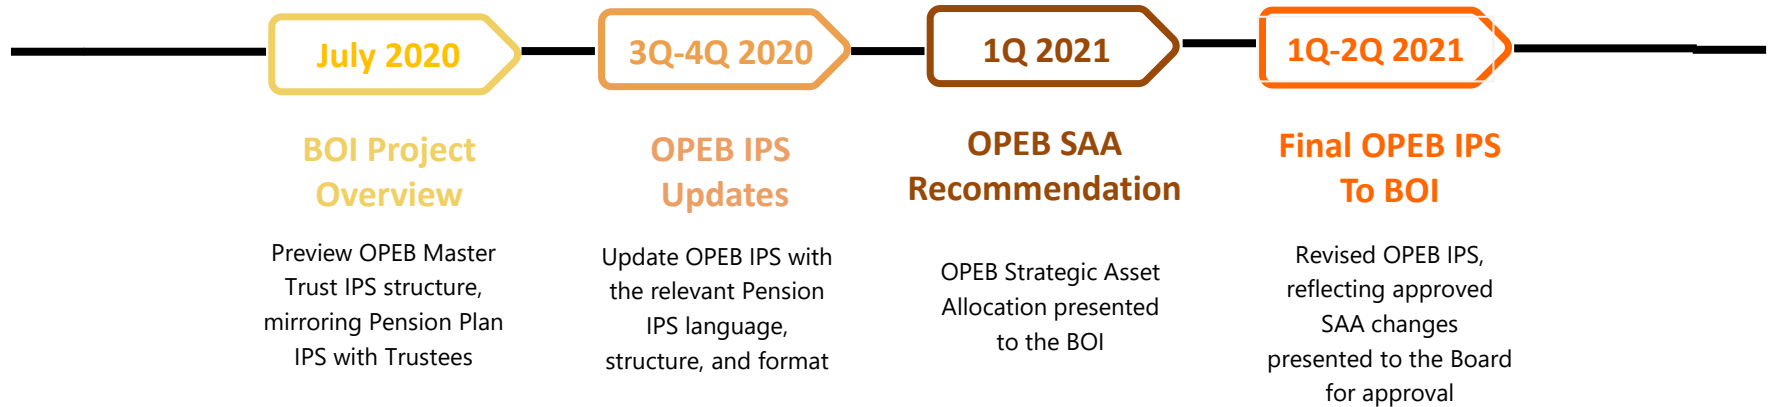 July 2020
BOI Project
Overview
Preview OPEB Master
Trust IPS structure,
mirroring Pension Plan
IPS with Trustees
3Q-4Q 2020
OPEB IPS
Updates
Update OPEB IPS with
the relevant Pension
IPS language,
structure, and format
1Q 2021
OPEB SAA
Recommendation
OPEB Strategic Asset
Allocation presented
to the BOI
1Q-2Q 2021
Final OPEB IPS
To BOI
Revised OPEB IPS,
reflecting approved
SAA changes
presented to the Board
for approval